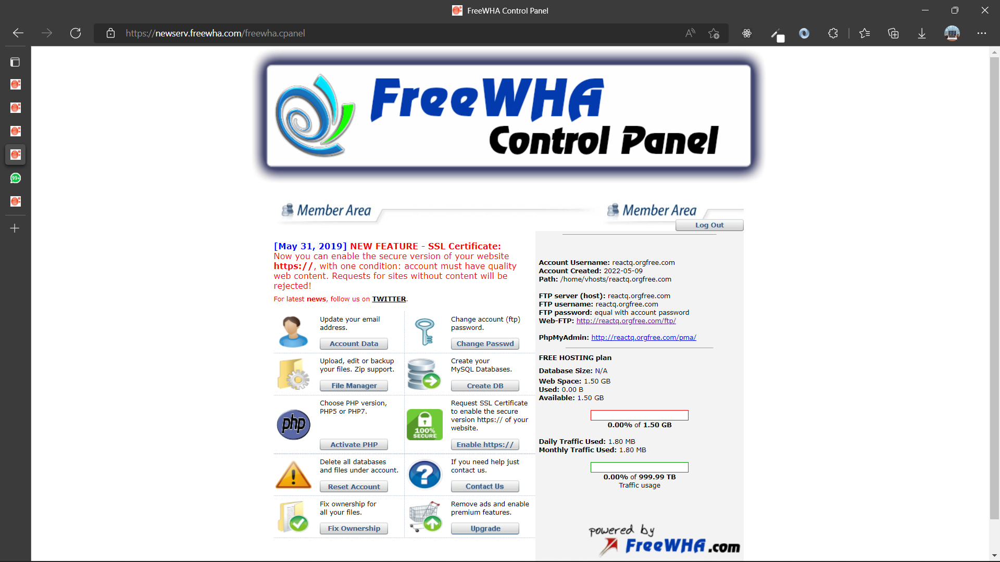 FreeWHA Control Panel
https://newserv.freewha.com/freewha.cpanel
99+
FreeWHA
Control Panel
Member Area
Member Area
Log Out
[May 31, 2019] NEW FEATURE - SSL Certificate:
Now you can enable the secure version of your website
https://, with one condition: account must have quality
web content. Requests for sites without content will be
rejected!
For latest news, follow us on TWITTER.
Update your email
address.
Account Data
Change account (ftp)
password.
Change Passwd
Upload, edit or backup
your files. Zip support.
File Manager
Create your
MySQL Databases.
Create DB
Choose PHP version,
PHP5 or PHP7.
php
Activate PHP
Request SSL Certificate
to enable the secure
version https:// of your
website.
100%
SECURE
Enable https://
Delete all databases
and files under account.
Reset Account
If you need help just
contact us.
Contact Us
Fix ownership for
all your files.
Fix Ownership
Remove ads and enable
premium features.
Upgrade
Account Username: reactq.orgfree.com
Account Created: 2022-05-09
Path: /home/vhosts/reactq.orgfree.com
FTP server (host): reactq.orgfree.com
FTP username: reactq.orgfree.com
FTP password: equal with account password
Web-FTP: http://reactq.orgfree.com/ftp/
PhpMyAdmin: http://reactq.orgfree.com/pma/
FREE HOSTING plan
Database Size: N/A
Web Space: 1.50 GB
Used: 0.00 B
Available: 1.50 GB
0.00% of 1.50 GB
Daily Traffic Used: 1.80 MB
Monthly Traffic Used: 1.80 MB
0.00% of 999.99 TB
Traffic usage
powered by
FreeWHA.com